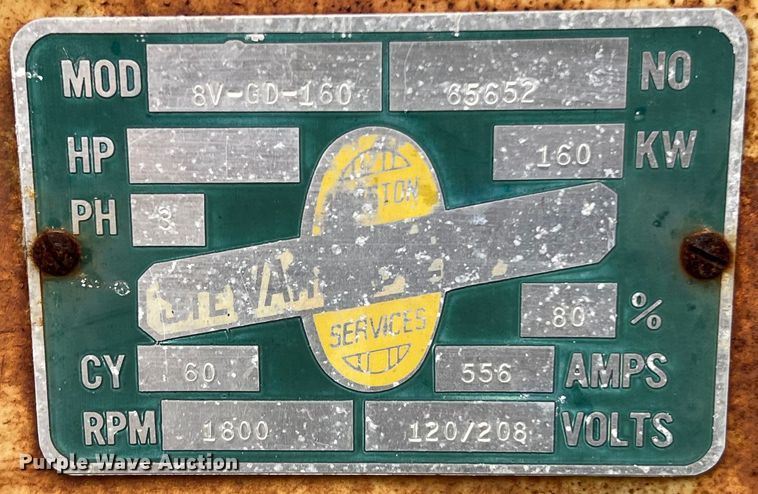 MOD 8V-GD-160 65652 NO
HP 160 KW
PH 3
SERVICES
80 %
CY 60 556 AMPS
RPM 1800 120/208 VOLTS
Purple Wave Auction